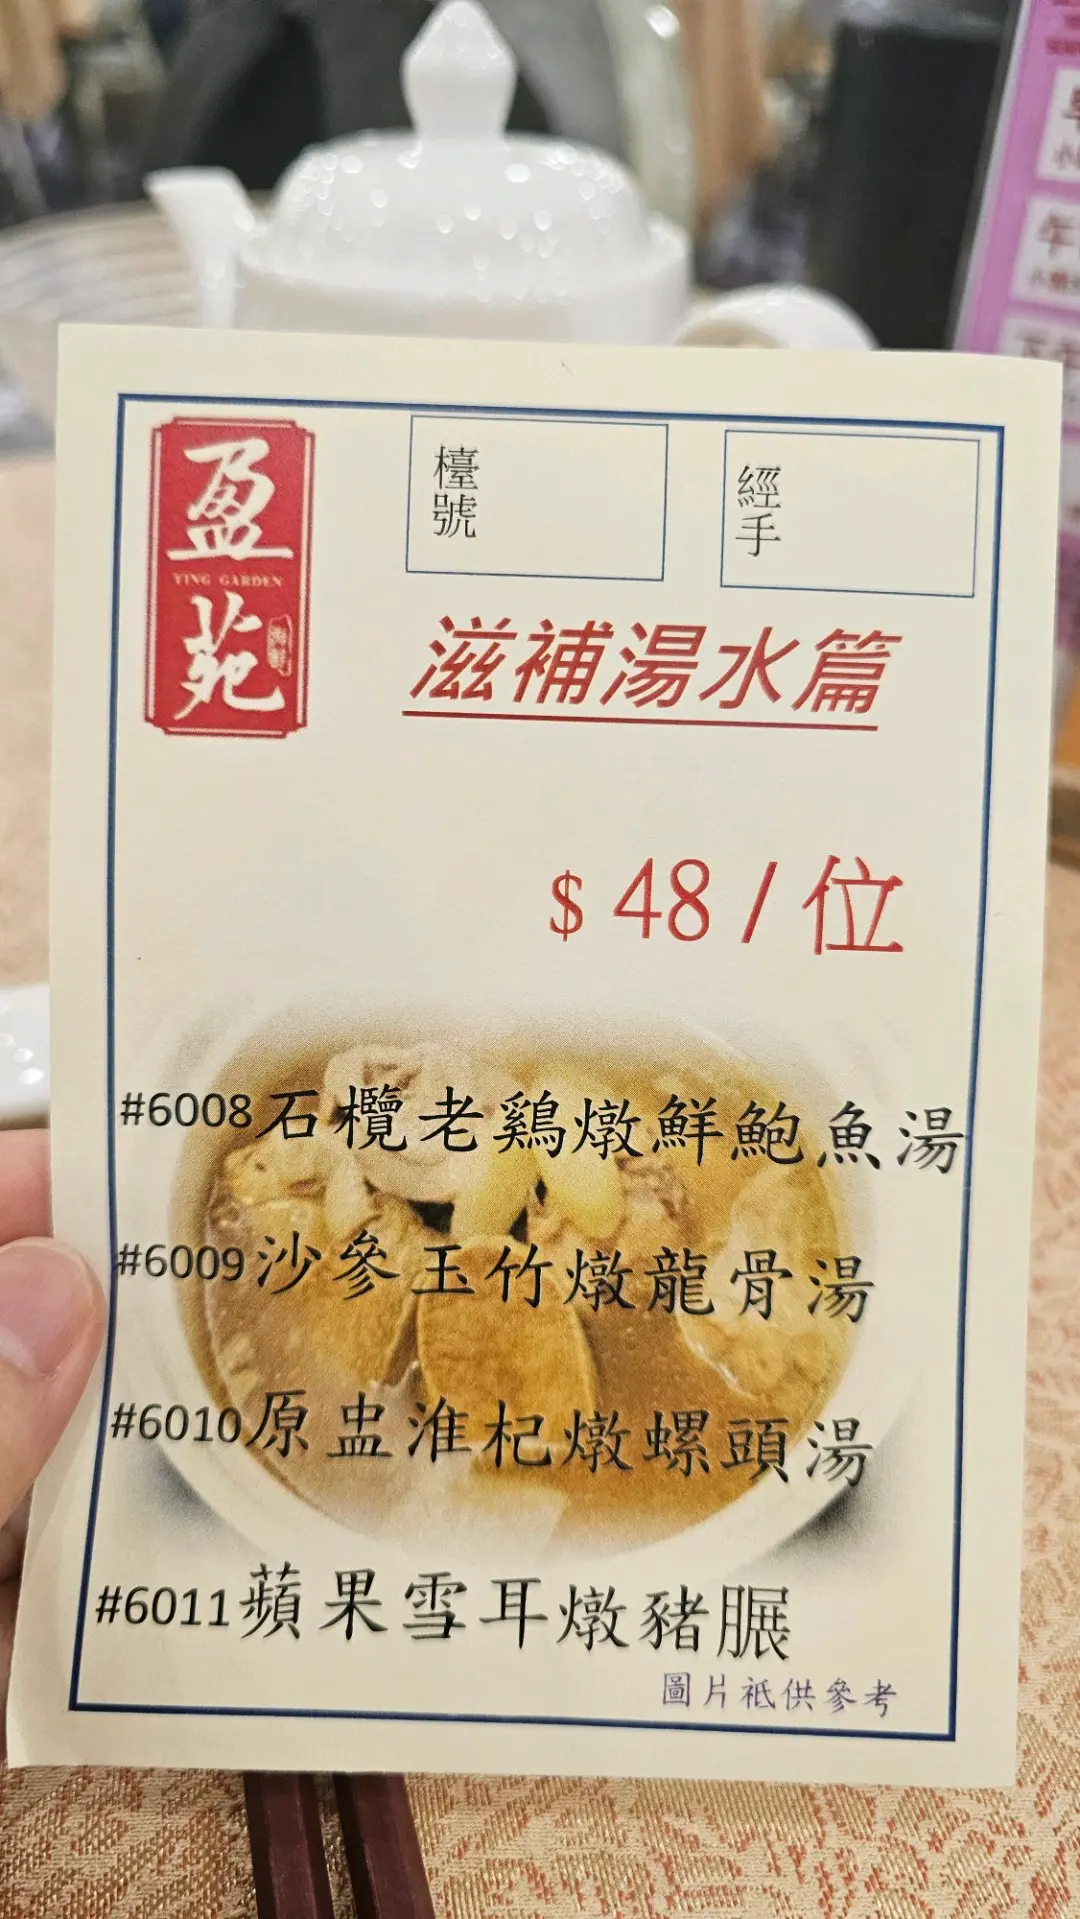 盈
YING GARDEN
苑
檯號
經手
滋補湯水篇
$ 48 / 位
#6008石欖老鷄燉鮮鮑魚湯
#6009沙參玉竹燉龍骨湯
#6010原盅淮杞燉螺頭湯
#6011蘋果雪耳燉豬𦟌
圖片祗供參考